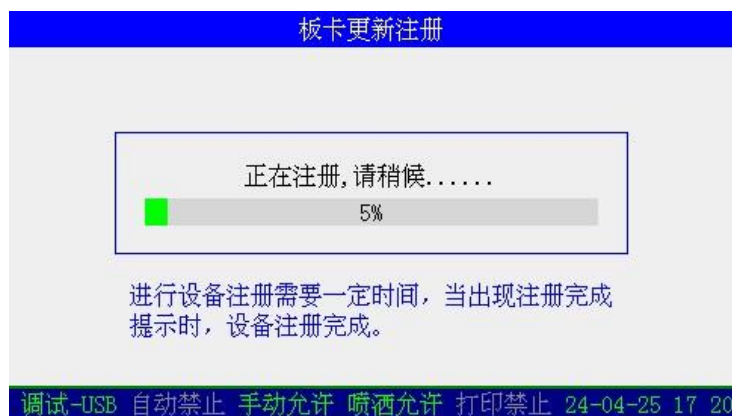 板卡更新注册
正在注册,请稍候......
5%
进行设备注册需要一定时间，当出现注册完成
提示时，设备注册完成。
调试-USB 自动禁止 手动允许 喷洒允许 打印禁止 24-04-25 17 20